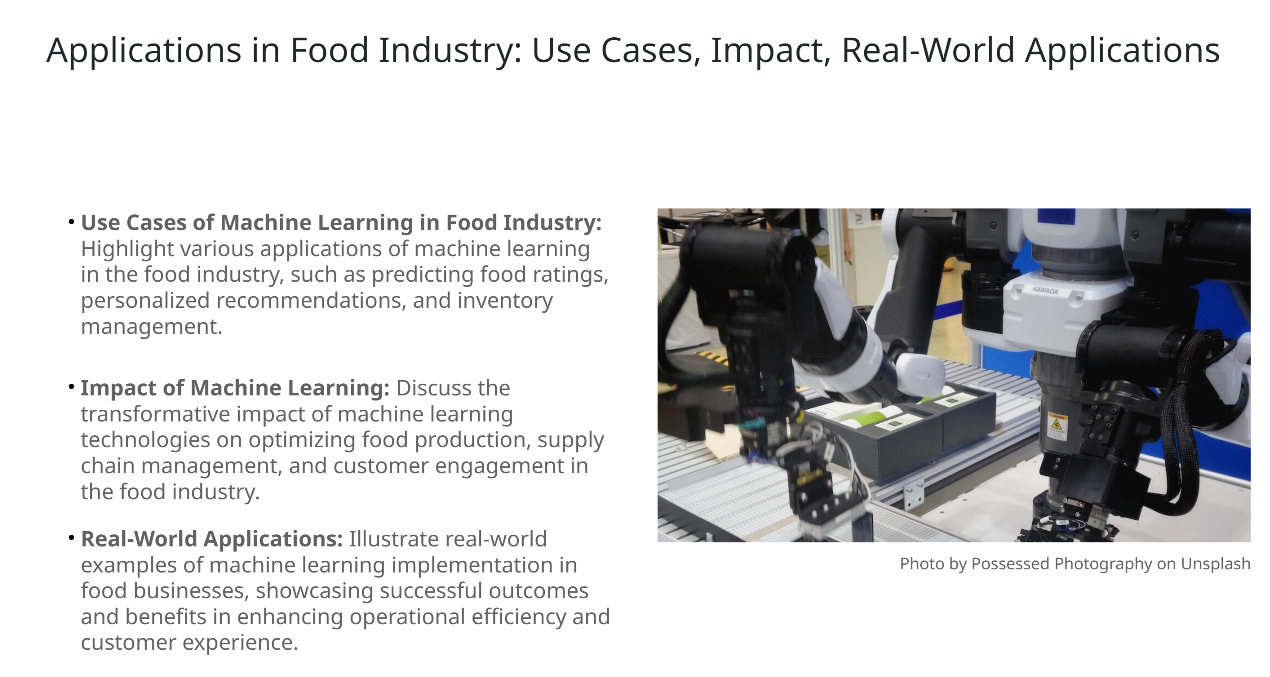 Applications in Food Industry: Use Cases, Impact, Real-World Applications
• Use Cases of Machine Learning in Food Industry:
Highlight various applications of machine learning
in the food industry, such as predicting food ratings,
personalized recommendations, and inventory
management.
• Impact of Machine Learning: Discuss the
transformative impact of machine learning
technologies on optimizing food production, supply
chain management, and customer engagement in
the food industry.
• Real-World Applications: Illustrate real-world
examples of machine learning implementation in
food businesses, showcasing successful outcomes
and benefits in enhancing operational efficiency and
customer experience.
KAWADA
Photo by Possessed Photography on Unsplash